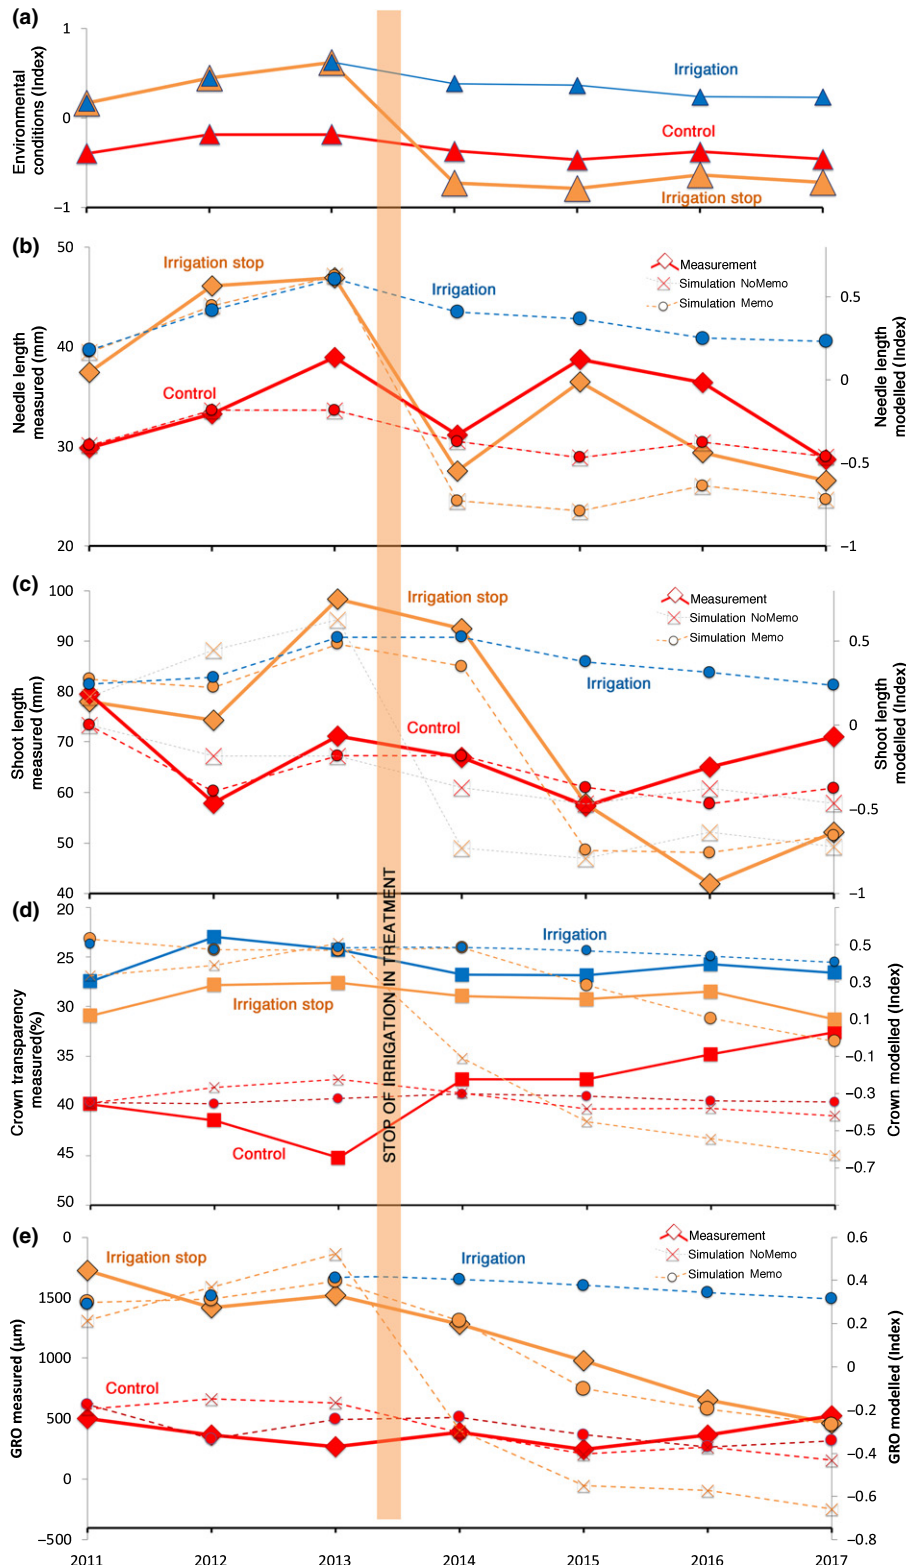 (a)
Environmental
conditions (Index)
1
0
–1
Irrigation
Control
Irrigation stop
(b)
Needle length
measured (mm)
50
40
30
20
Irrigation stop
Irrigation
Control
Measurement
Simulation NoMemo
Simulation Memo
0.5
0
–0.5
–1
Needle length
modelled (Index)
(c)
Shoot length
measured (mm)
100
90
80
70
60
50
40
Irrigation stop
Irrigation
Control
Measurement
Simulation NoMemo
Simulation Memo
0.5
0
–0.5
–1
Shoot length
modelled (Index)
STOP OF IRRIGATION IN TREATMENT
(d)
Crown transparency
measured(%)
20
25
30
35
40
45
50
Irrigation
Irrigation stop
Control
0.5
0.3
0.1
–0.1
–0.3
–0.5
–0.7
Crown modelled (Index)
(e)
GRO measured (µm)
0
1500
1000
500
0
–500
Irrigation stop
Irrigation
Control
Measurement
Simulation NoMemo
Simulation Memo
0.6
0.4
0.2
0
–0.2
–0.4
–0.6
–0.8
GRO modelled (Index)
2011 2012 2013 2014 2015 2016 2017